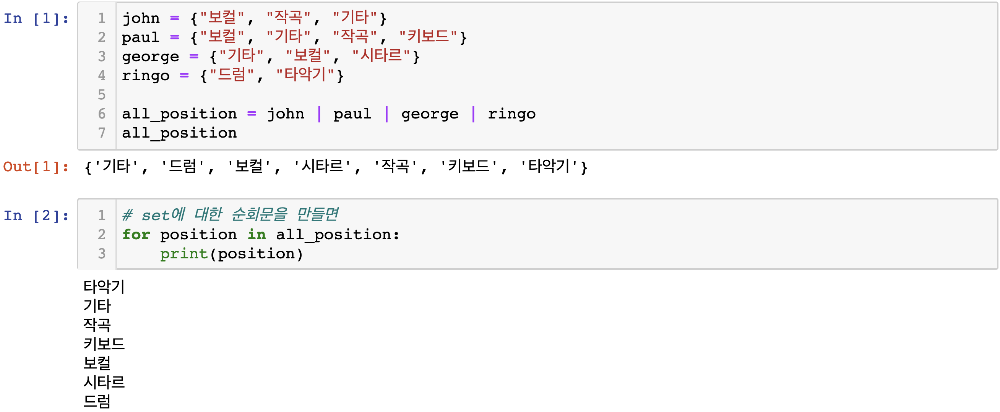 In [1]:
1 john = {"보컬", "작곡", "기타"}
2 paul = {"보컬", "기타", "작곡", "키보드"}
3 george = {"기타", "보컬", "시타르"}
4 ringo = {"드럼", "타악기"}
5
6 all_position = john | paul | george | ringo
7 all_position
Out[1]: {'기타', '드럼', '보컬', '시타르', '작곡', '키보드', '타악기'}
In [2]:
1 # set에 대한 순회문을 만들면
2 for position in all_position:
3     print(position)
타악기
기타
작곡
키보드
보컬
시타르
드럼